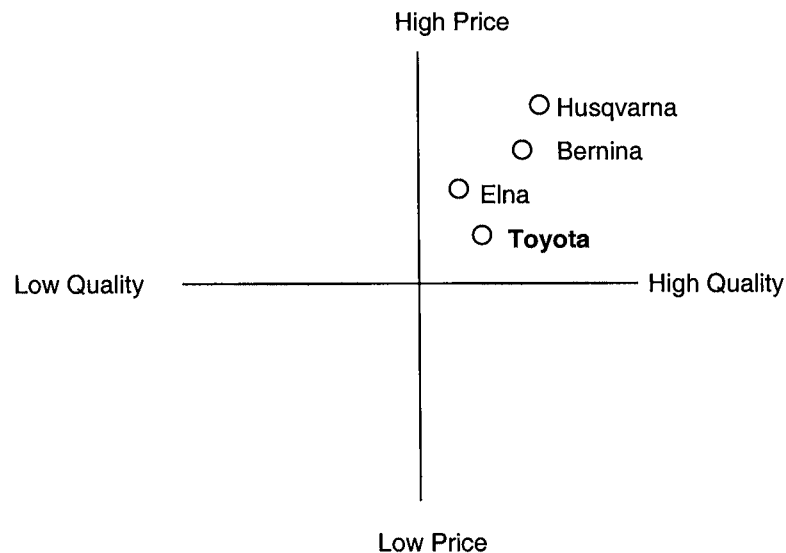 High Price
Husqvarna
Bernina
Elna
Toyota
Low Quality
High Quality
Low Price